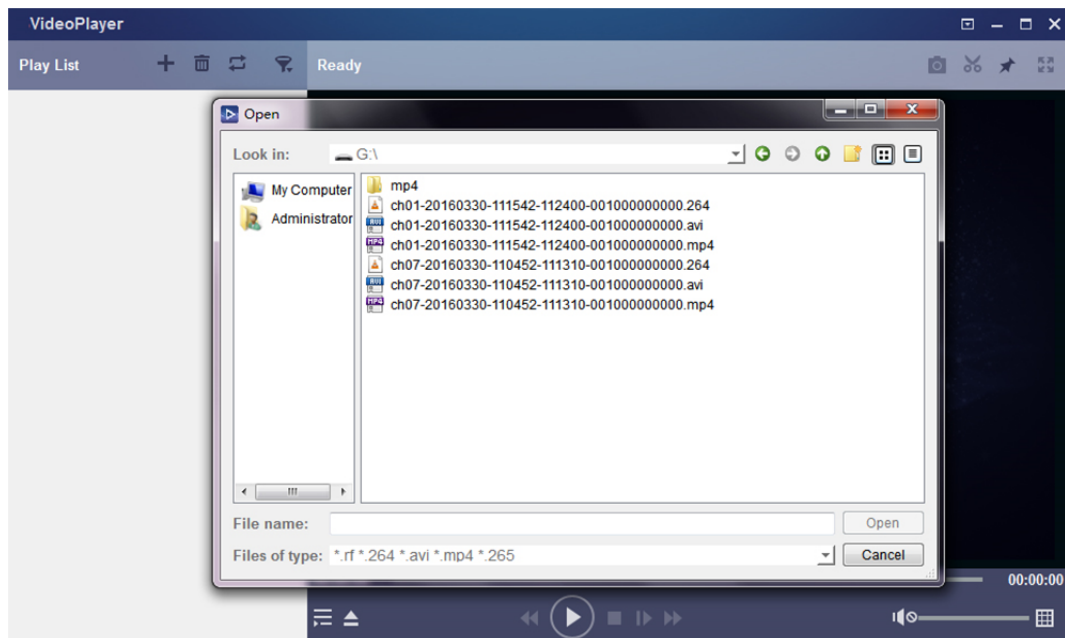 VideoPlayer
Play List
Ready
Open
Look in: G:\
My Computer
Administrator
mp4
ch01-20160330-111542-112400-001000000000.264
ch01-20160330-111542-112400-001000000000.avi
ch01-20160330-111542-112400-001000000000.mp4
ch07-20160330-110452-111310-001000000000.264
ch07-20160330-110452-111310-001000000000.avi
ch07-20160330-110452-111310-001000000000.mp4
File name: Open
Files of type: *.rf *.264 *.avi *.mp4 *.265 Cancel
00:00:00